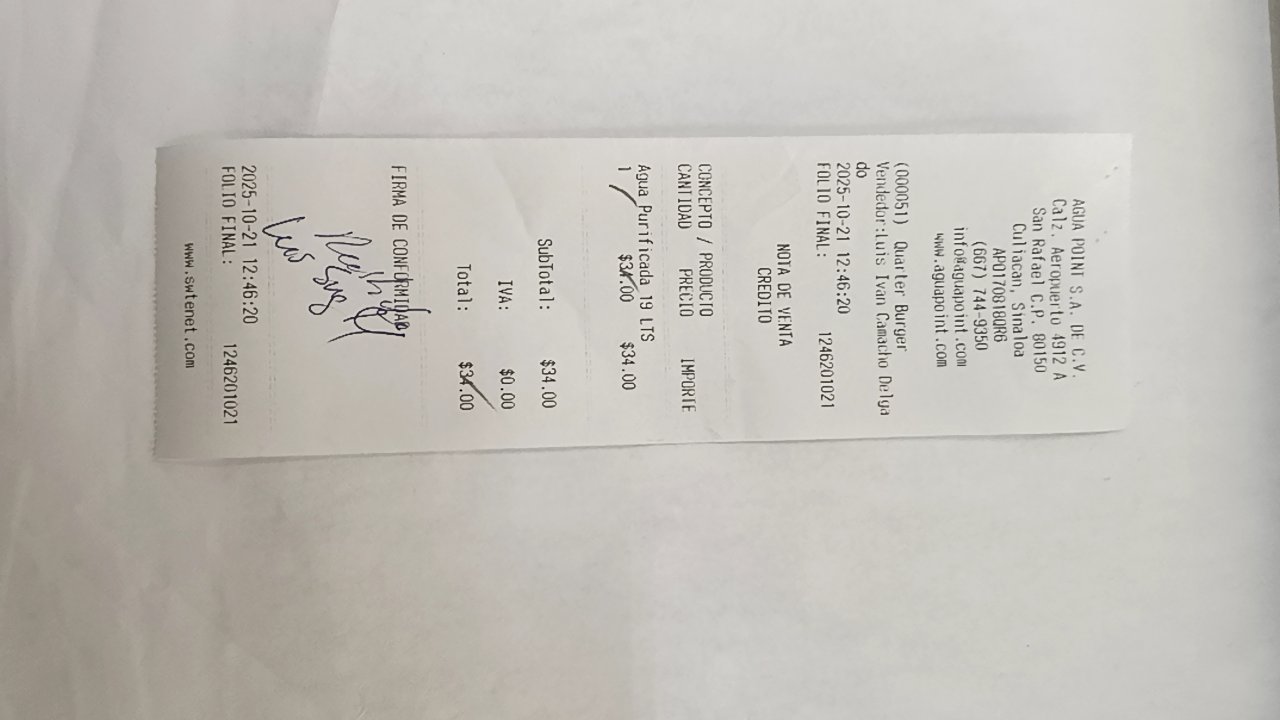 AGUA POINT S.A. DE C.V.
Calz. Aeropuerto 4912 A
San Rafael C.P. 80150
Culiacan, Sinaloa
APO170818QR6
(667) 744-9350
info@aguapoint.com
www.aguapoint.com
(000051) Quarter Burger
Vendedor:Luis Ivan Camacho Delga
do
2025-10-21 12:46:20
FOLIO FINAL: 1246201021
NOTA DE VENTA
CREDITO
CONCEPTO / PRODUCTO
CANTIDAD PRECIO IMPORTE
Agua Purificada 19 LTS
1 $34.00 $34.00
SubTotal: $34.00
IVA: $0.00
Total: $34.00
FIRMA DE CONFORMIDAD
2025-10-21 12:46:20
FOLIO FINAL: 1246201021
www.swtenet.com